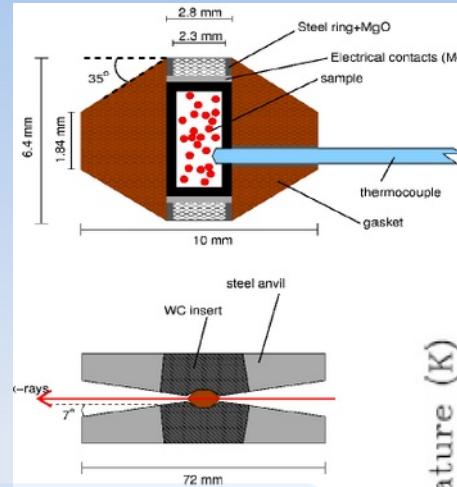 2.8 mm
2.3 mm
Steel ring+MgO
Electrical contacts (M
sample
35°
6.4 mm
1.84 mm
thermocouple
gasket
10 mm
steel anvil
WC insert
x-rays
7°
72 mm
ature (K)